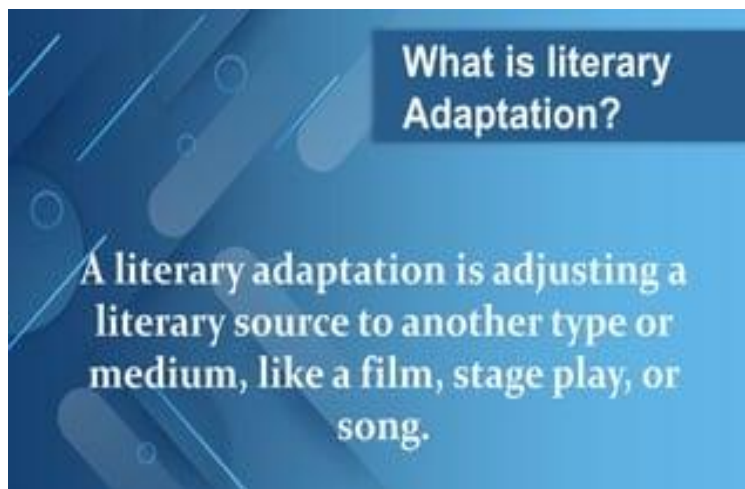 What is literary
Adaptation?
A literary adaptation is adjusting a
literary source to another type or
medium, like a film, stage play, or
song.